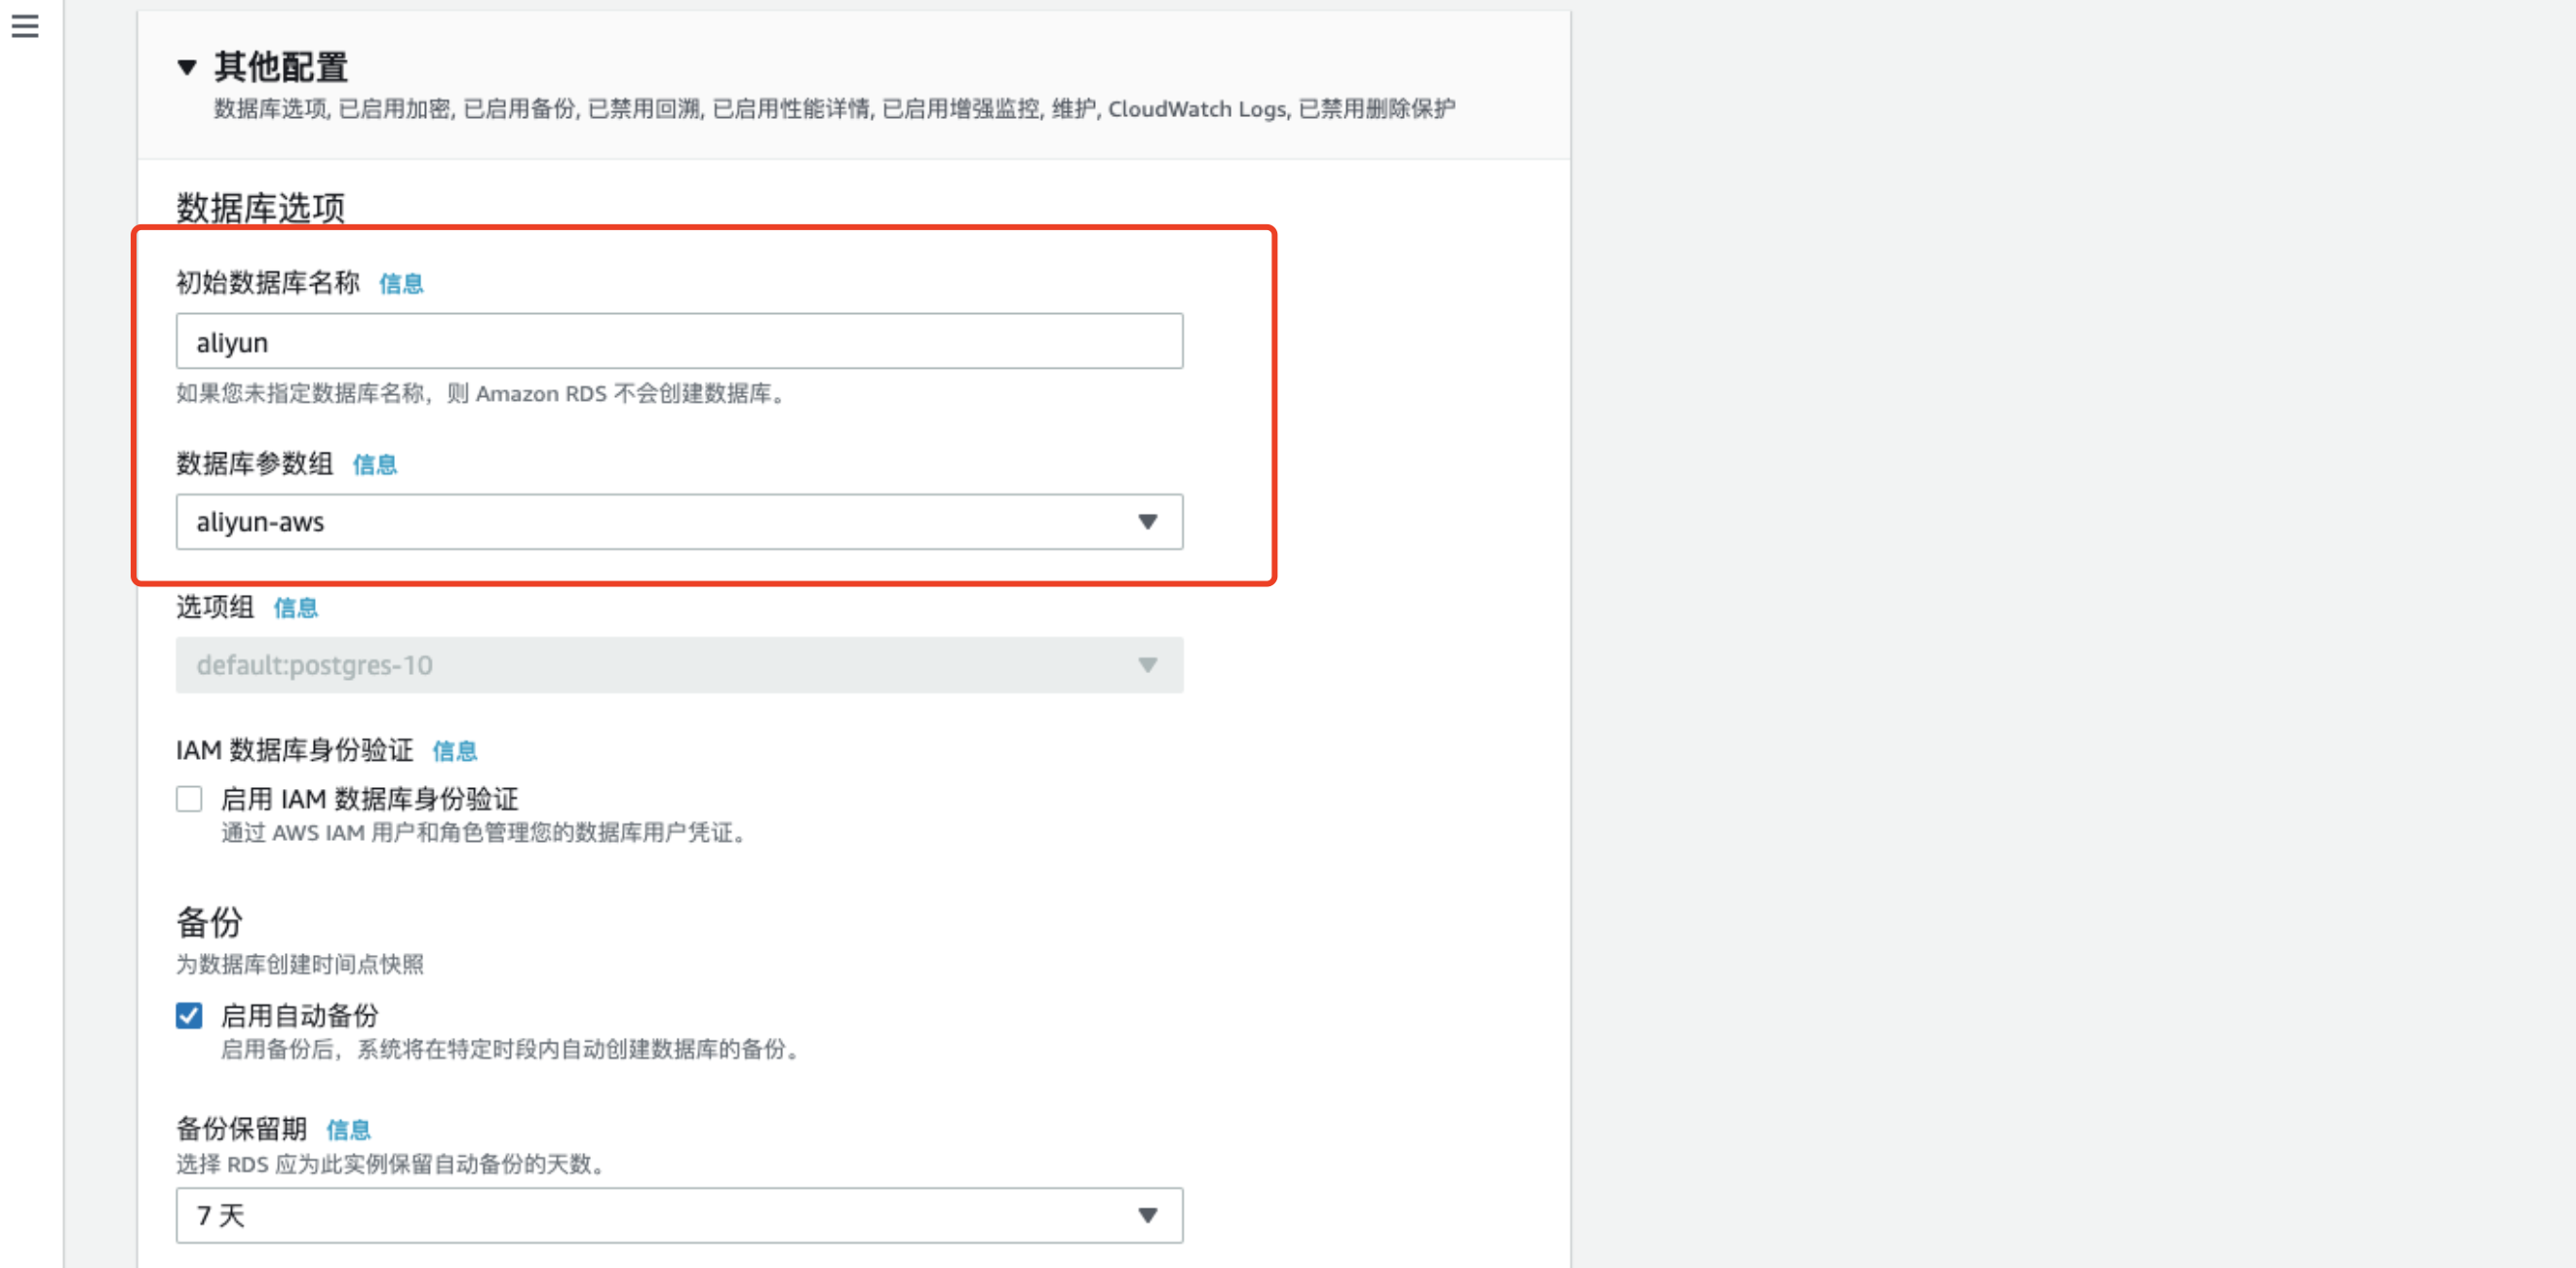 其他配置
数据库选项, 已启用加密, 已启用备份, 已禁用回溯, 已启用性能详情, 已启用增强监控, 维护, CloudWatch Logs, 已禁用删除保护
数据库选项
初始数据库名称 信息
aliyun
如果您未指定数据库名称，则 Amazon RDS 不会创建数据库。
数据库参数组 信息
aliyun-aws
选项组 信息
default:postgres-10
IAM 数据库身份验证 信息
启用 IAM 数据库身份验证
通过 AWS IAM 用户和角色管理您的数据库用户凭证。
备份
为数据库创建时间点快照
启用自动备份
启用备份后，系统将在特定时段内自动创建数据库的备份。
备份保留期 信息
选择 RDS 应为此实例保留自动备份的天数。
7 天